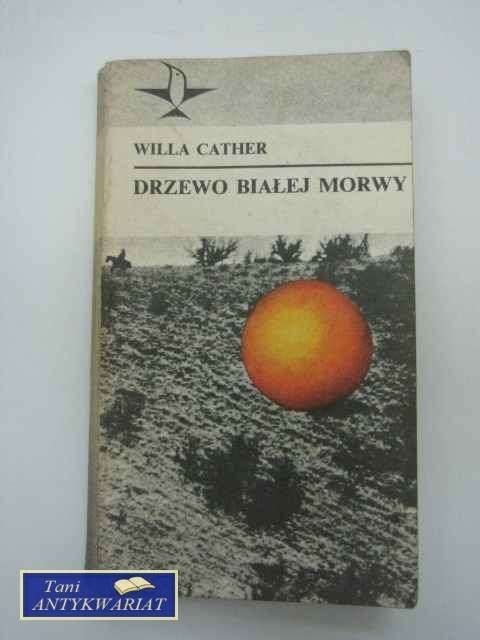 WILLA CATHER
DRZEWO BIAŁEJ MORWY
Tani
ANTYKWARIAT